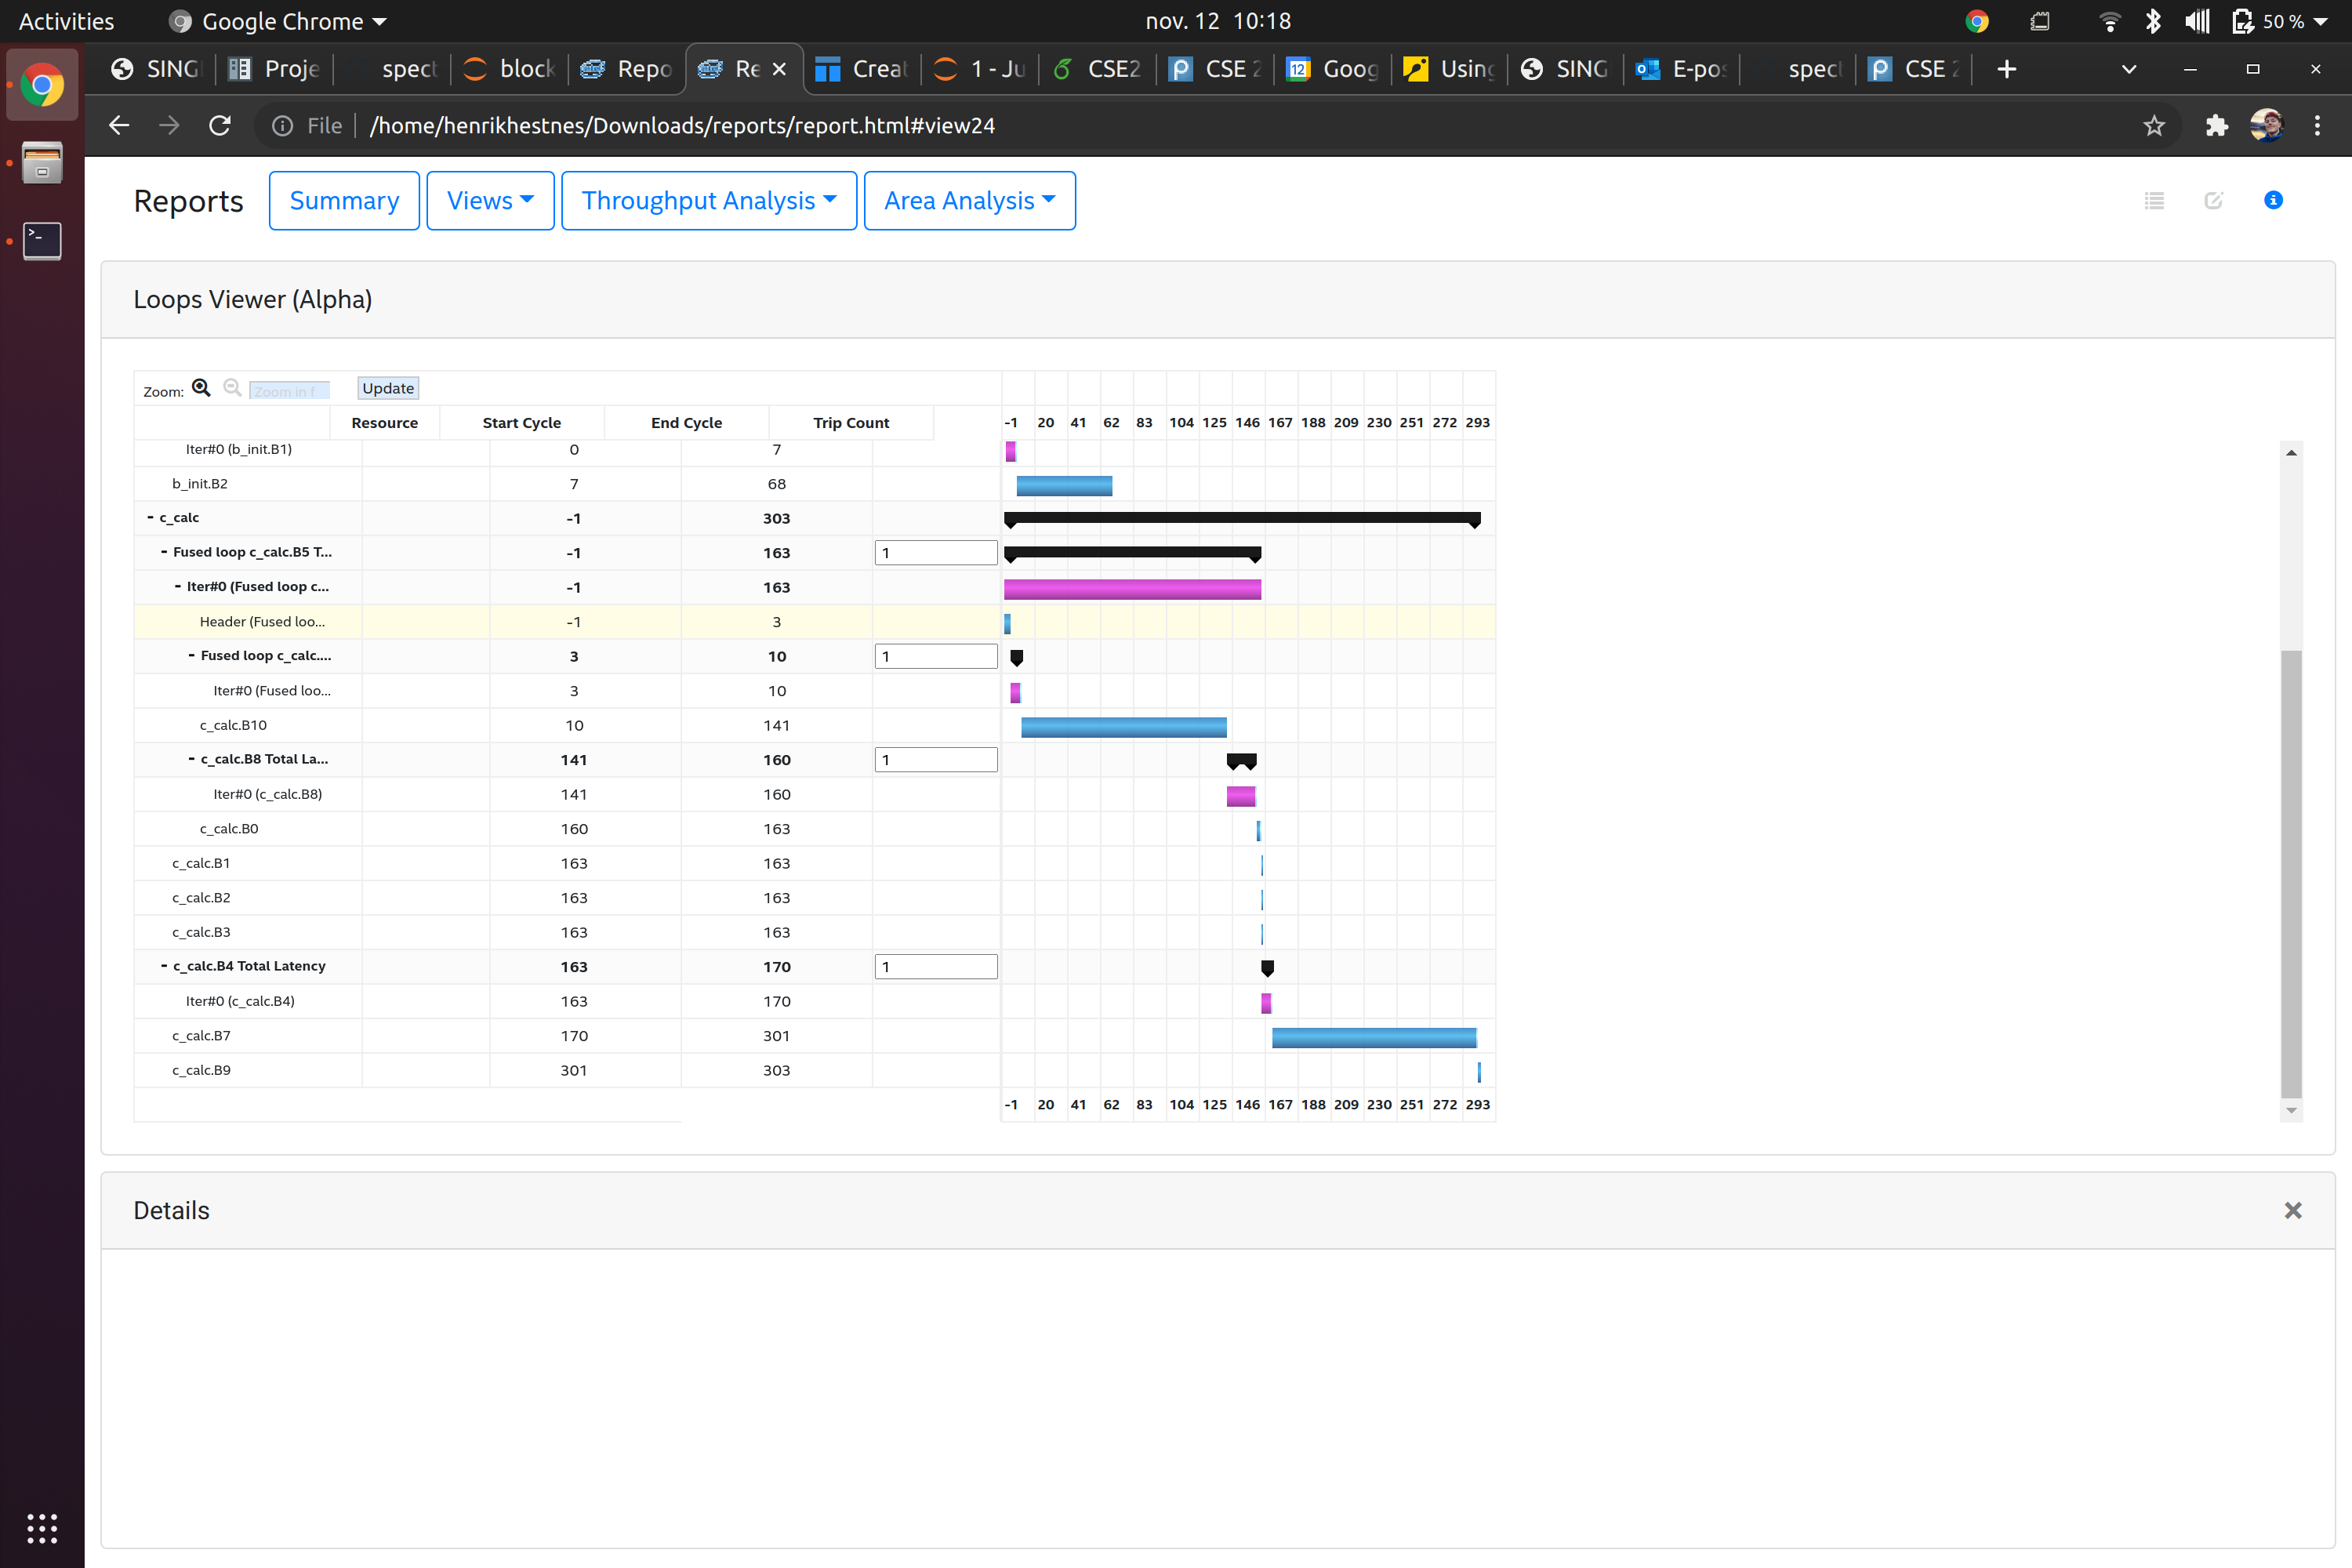 Activities Google Chrome nov. 12 10:18 50 %
SING Proje spect block Repo Re Creat 1 - Ju CSE2 CSE 2 Goog Using SING E-pos spect CSE 2
File /home/henrikhestnes/Downloads/reports/report.html#view24
Reports Summary Views Throughput Analysis Area Analysis
Loops Viewer (Alpha)
Zoom: Zoom in f Update
Resource Start Cycle End Cycle Trip Count -1 20 41 62 83 104 125 146 167 188 209 230 251 272 293
Iter#0 (b_init.B1) 0 7
b_init.B2 7 68
- c_calc -1 303
- Fused loop c_calc.B5 T... -1 163 1
- Iter#0 (Fused loop c... -1 163
Header (Fused loo... -1 3
- Fused loop c_calc.... 3 10 1
Iter#0 (Fused loo... 3 10
c_calc.B10 10 141
- c_calc.B8 Total La... 141 160 1
Iter#0 (c_calc.B8) 141 160
c_calc.B0 160 163
c_calc.B1 163 163
c_calc.B2 163 163
c_calc.B3 163 163
- c_calc.B4 Total Latency 163 170 1
Iter#0 (c_calc.B4) 163 170
c_calc.B7 170 301
c_calc.B9 301 303
-1 20 41 62 83 104 125 146 167 188 209 230 251 272 293
Details